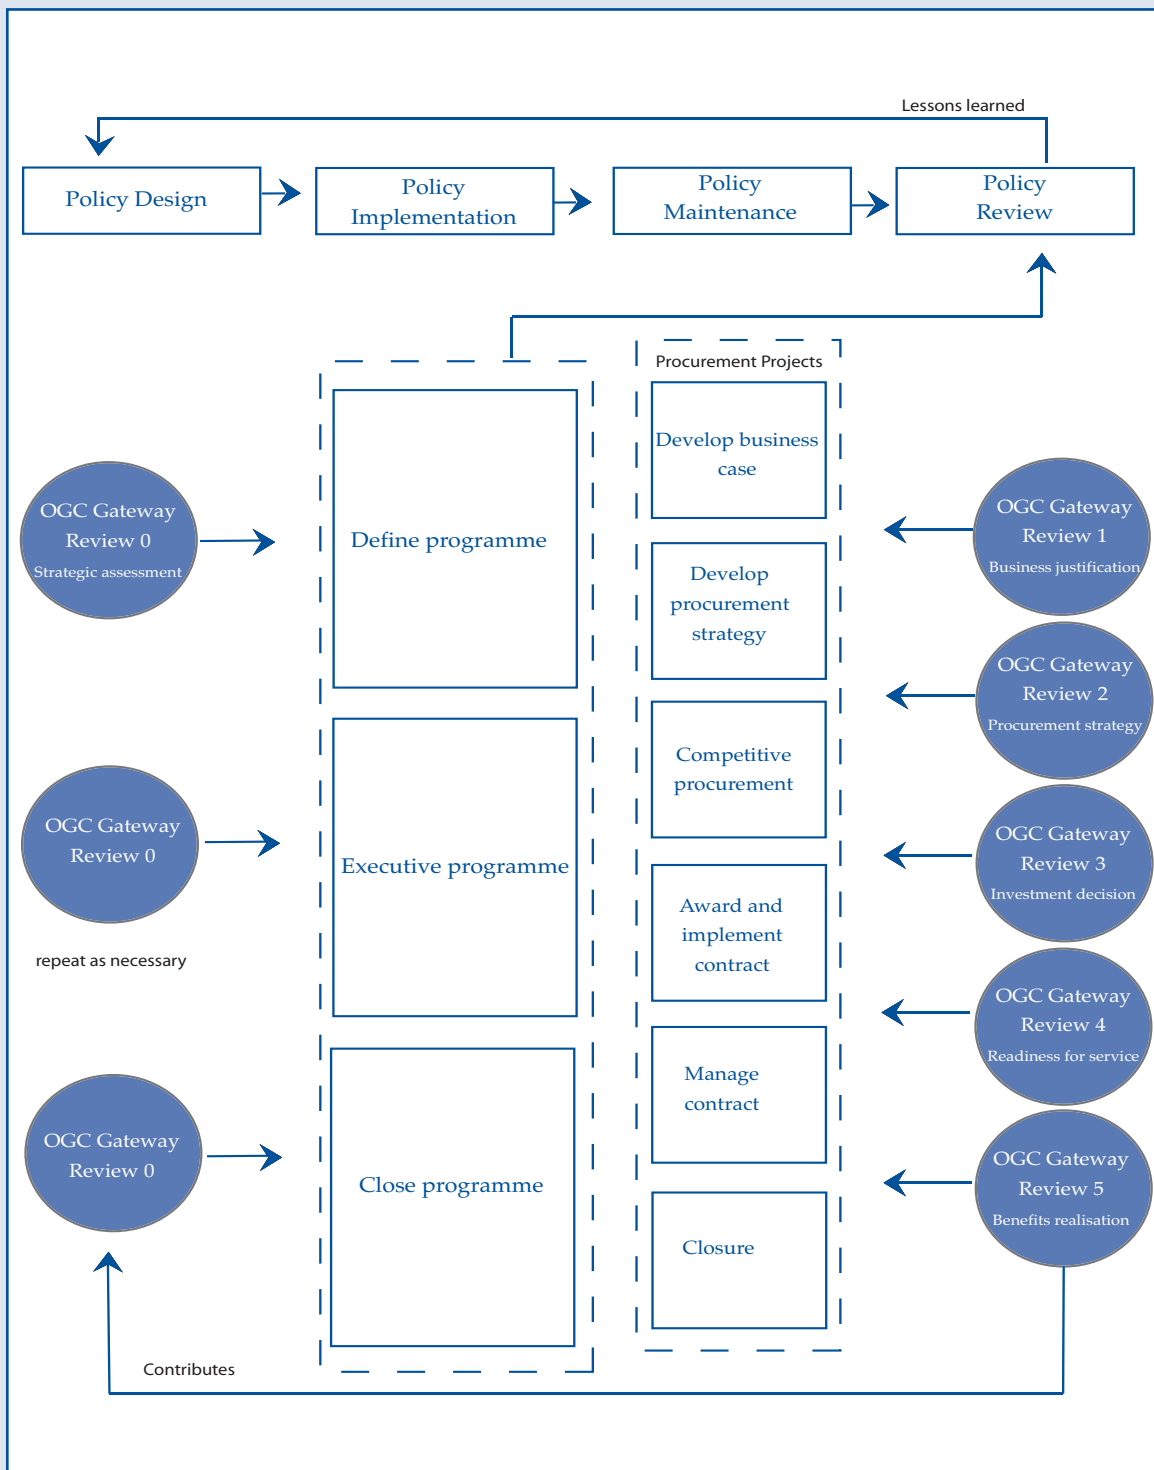 Lessons learned
Policy Design
Policy
Implementation
Policy
Maintenance
Policy
Review
Procurement Projects
OGC Gateway
Review 0
Strategic assessment
OGC Gateway
Review 0
repeat as necessary
OGC Gateway
Review 0
Define programme
Executive programme
Close programme
Develop business
case
Develop
procurement
strategy
Competitive
procurement
Award and
implement
contract
Manage
contract
Closure
OGC Gateway
Review 1
Business justification
OGC Gateway
Review 2
Procurement strategy
OGC Gateway
Review 3
Investment decision
OGC Gateway
Review 4
Readiness for service
OGC Gateway
Review 5
Benefits realisation
Contributes